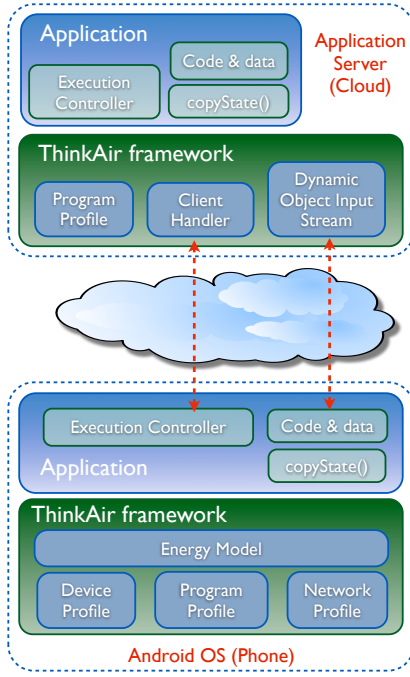 Application
Application
Server
(Cloud)
Execution
Controller
Code & data
copyState()
ThinkAir framework
Program
Profile
Client
Handler
Dynamic
Object Input
Stream
Execution Controller
Code & data
Application
copyState()
ThinkAir framework
Energy Model
Device
Profile
Program
Profile
Network
Profile
Android OS (Phone)